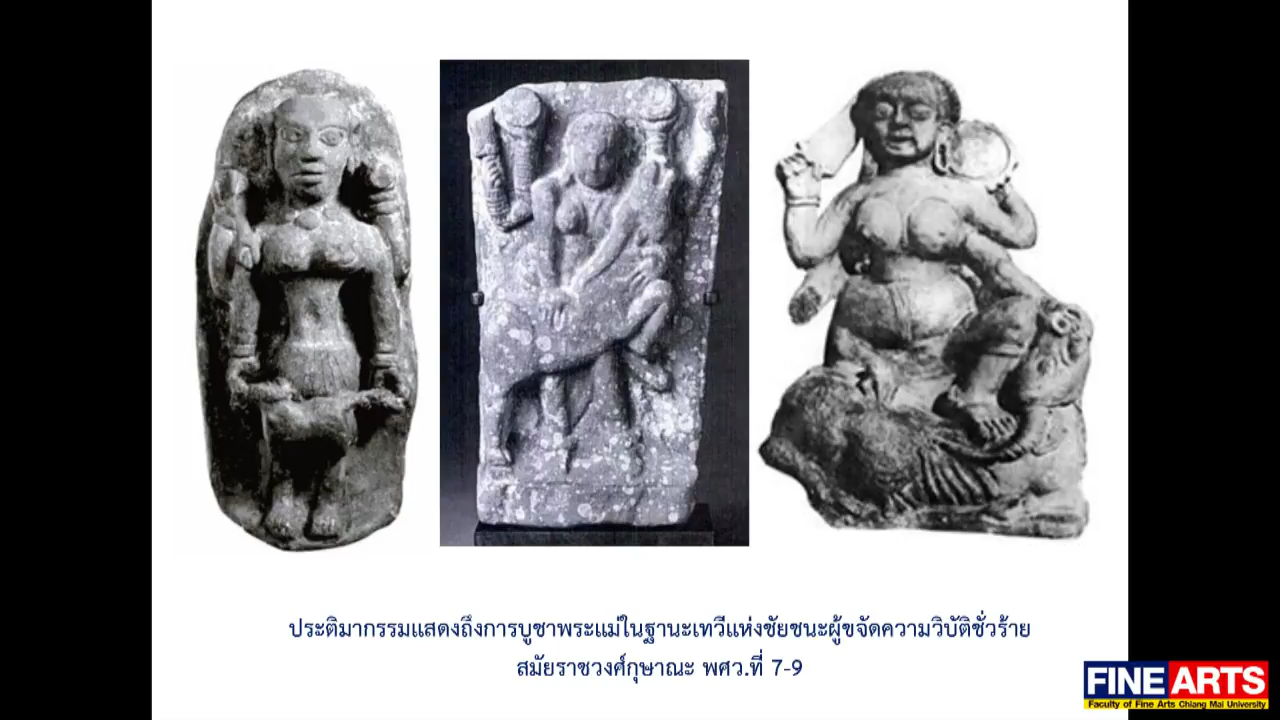 ประติมากรรมแสดงถึงการบูชาพระแม่ในฐานะเทวีแห่งชัยชนะผู้ขจัดความวิบัติชั่วร้าย
สมัยราชวงศ์กุษาณะ พศว.ที่ 7-9
FINE ARTS
Faculty of Fine Arts Chiang Mai University